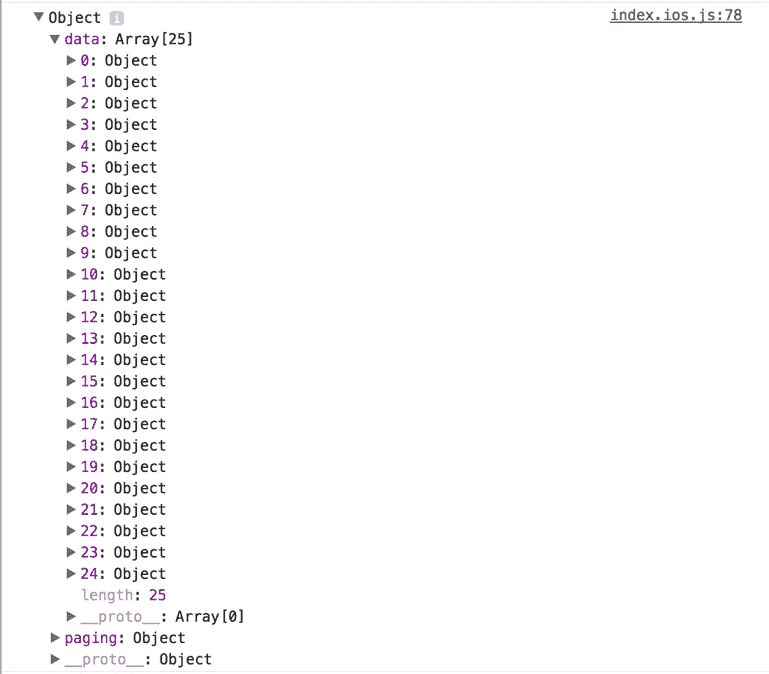 Object i index.ios.js:78
data: Array[25]
0: Object
1: Object
2: Object
3: Object
4: Object
5: Object
6: Object
7: Object
8: Object
9: Object
10: Object
11: Object
12: Object
13: Object
14: Object
15: Object
16: Object
17: Object
18: Object
19: Object
20: Object
21: Object
22: Object
23: Object
24: Object
length: 25
__proto__: Array[0]
paging: Object
__proto__: Object